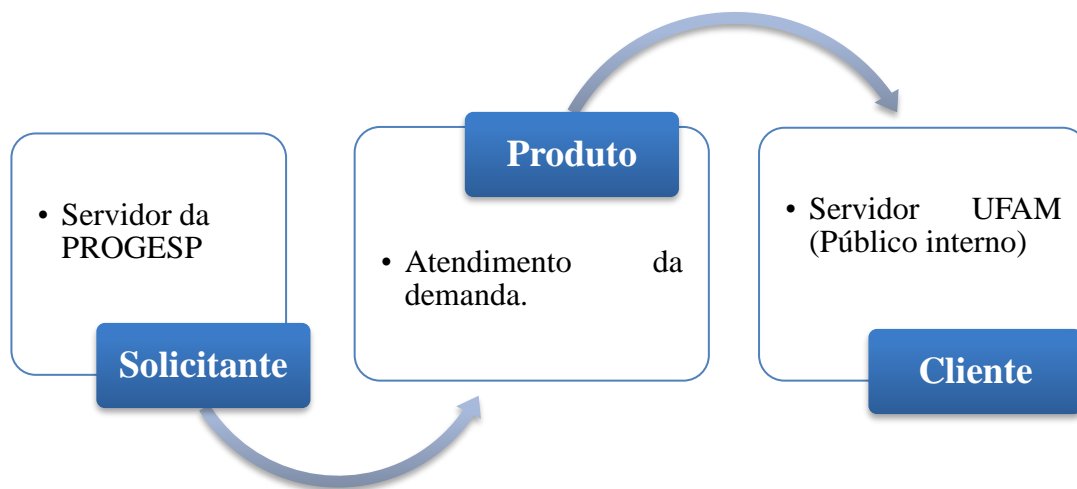 • Servidor da
PROGESP
Solicitante
Produto
• Atendimento da
demanda.
• Servidor UFAM
(Público interno)
Cliente